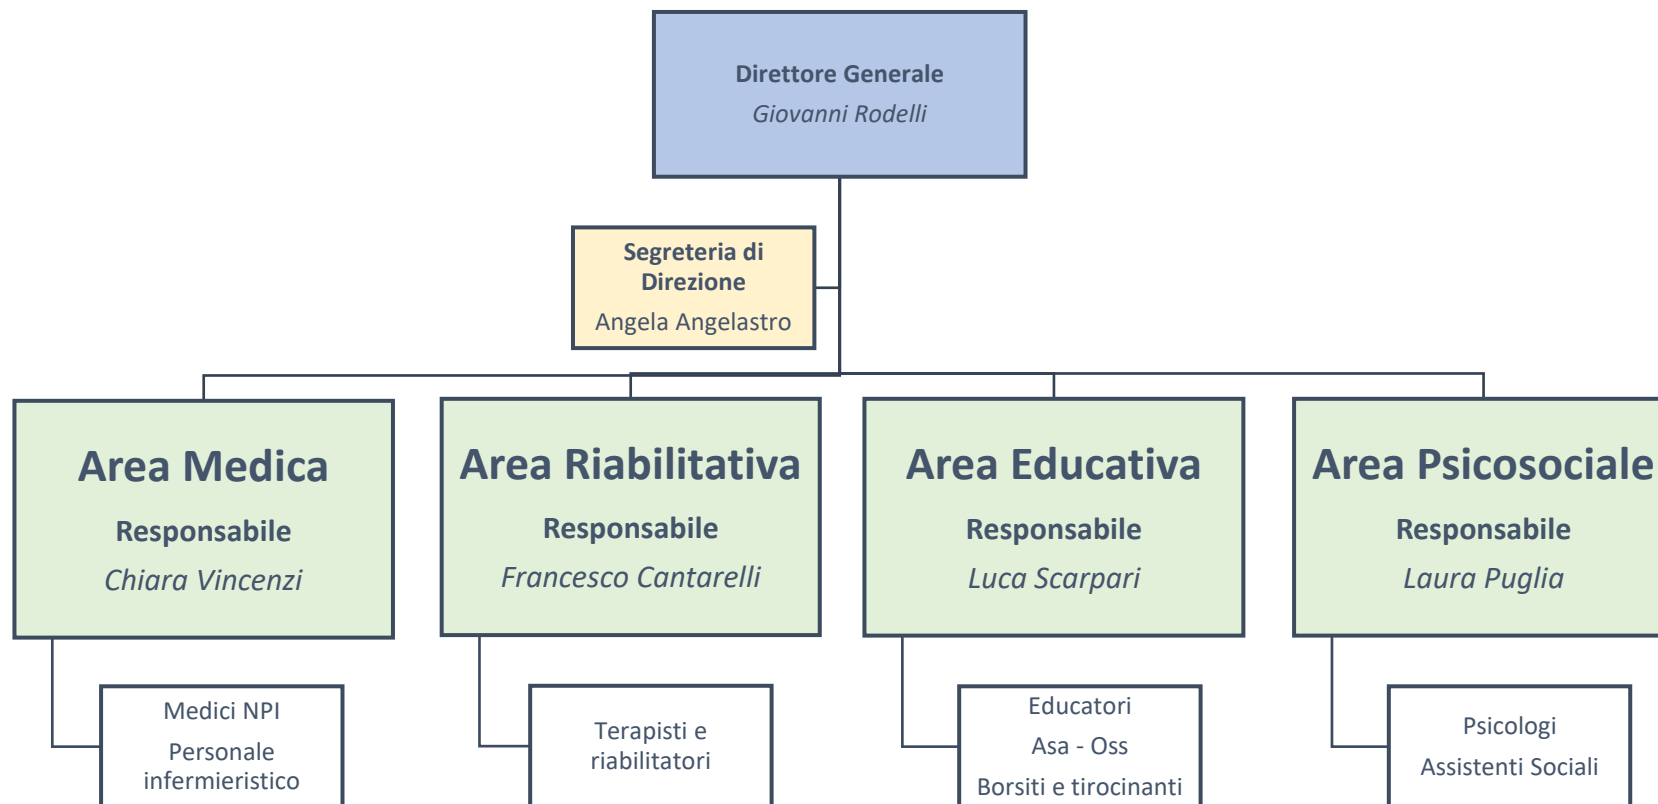 Direttore Generale
Giovanni Rodelli
Segreteria di
Direzione
Angela Angelastro
Area Medica
Responsabile
Chiara Vincenzi
Area Riabilitativa
Responsabile
Francesco Cantarelli
Area Educativa
Responsabile
Luca Scarpari
Area Psicosociale
Responsabile
Laura Puglia
Medici NPI
Personale
infermieristico
Terapisti e
riabilitatori
Educatori
Asa - Oss
Borsiti e tirocinanti
Psicologi
Assistenti Sociali